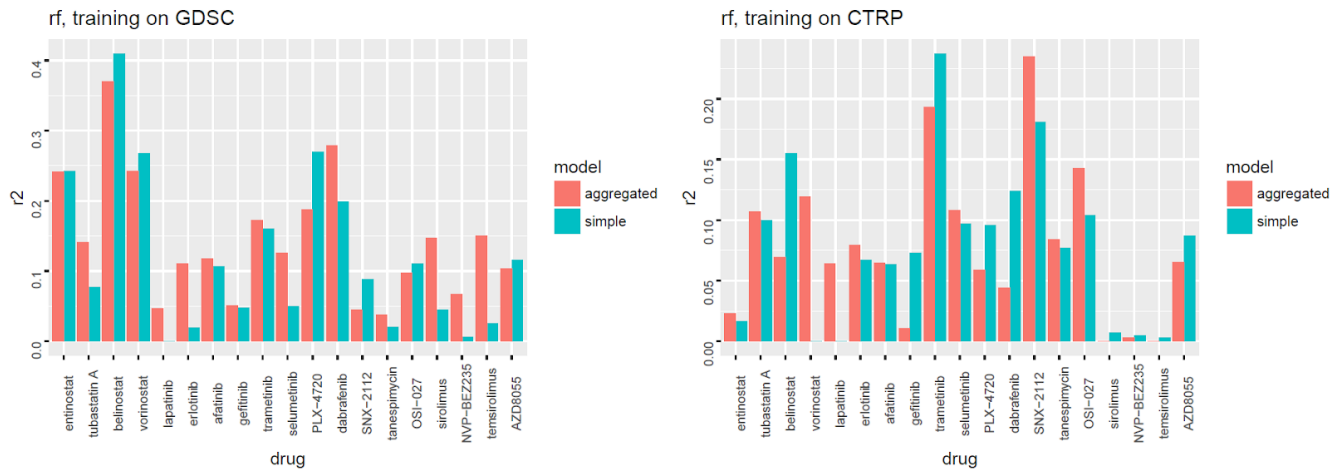 rf, training on GDSC
r2
0.4
0.3
0.2
0.1
0.0
entinostat
tubastatin A
belinostat
vorinostat
lapatinib
erlotinib
afatinib
gefitinib
trametinib
selumetinib
PLX-4720
dabrafenib
SNX-2112
tanespimycin
OSI-027
sirolimus
NVP-BEZ235
temsirolimus
AZD8055
drug
model
aggregated
simple
rf, training on CTRP
r2
0.20
0.15
0.10
0.05
0.00
entinostat
tubastatin A
belinostat
vorinostat
lapatinib
erlotinib
afatinib
gefitinib
trametinib
selumetinib
PLX-4720
dabrafenib
SNX-2112
tanespimycin
OSI-027
sirolimus
NVP-BEZ235
temsirolimus
AZD8055
drug
model
aggregated
simple